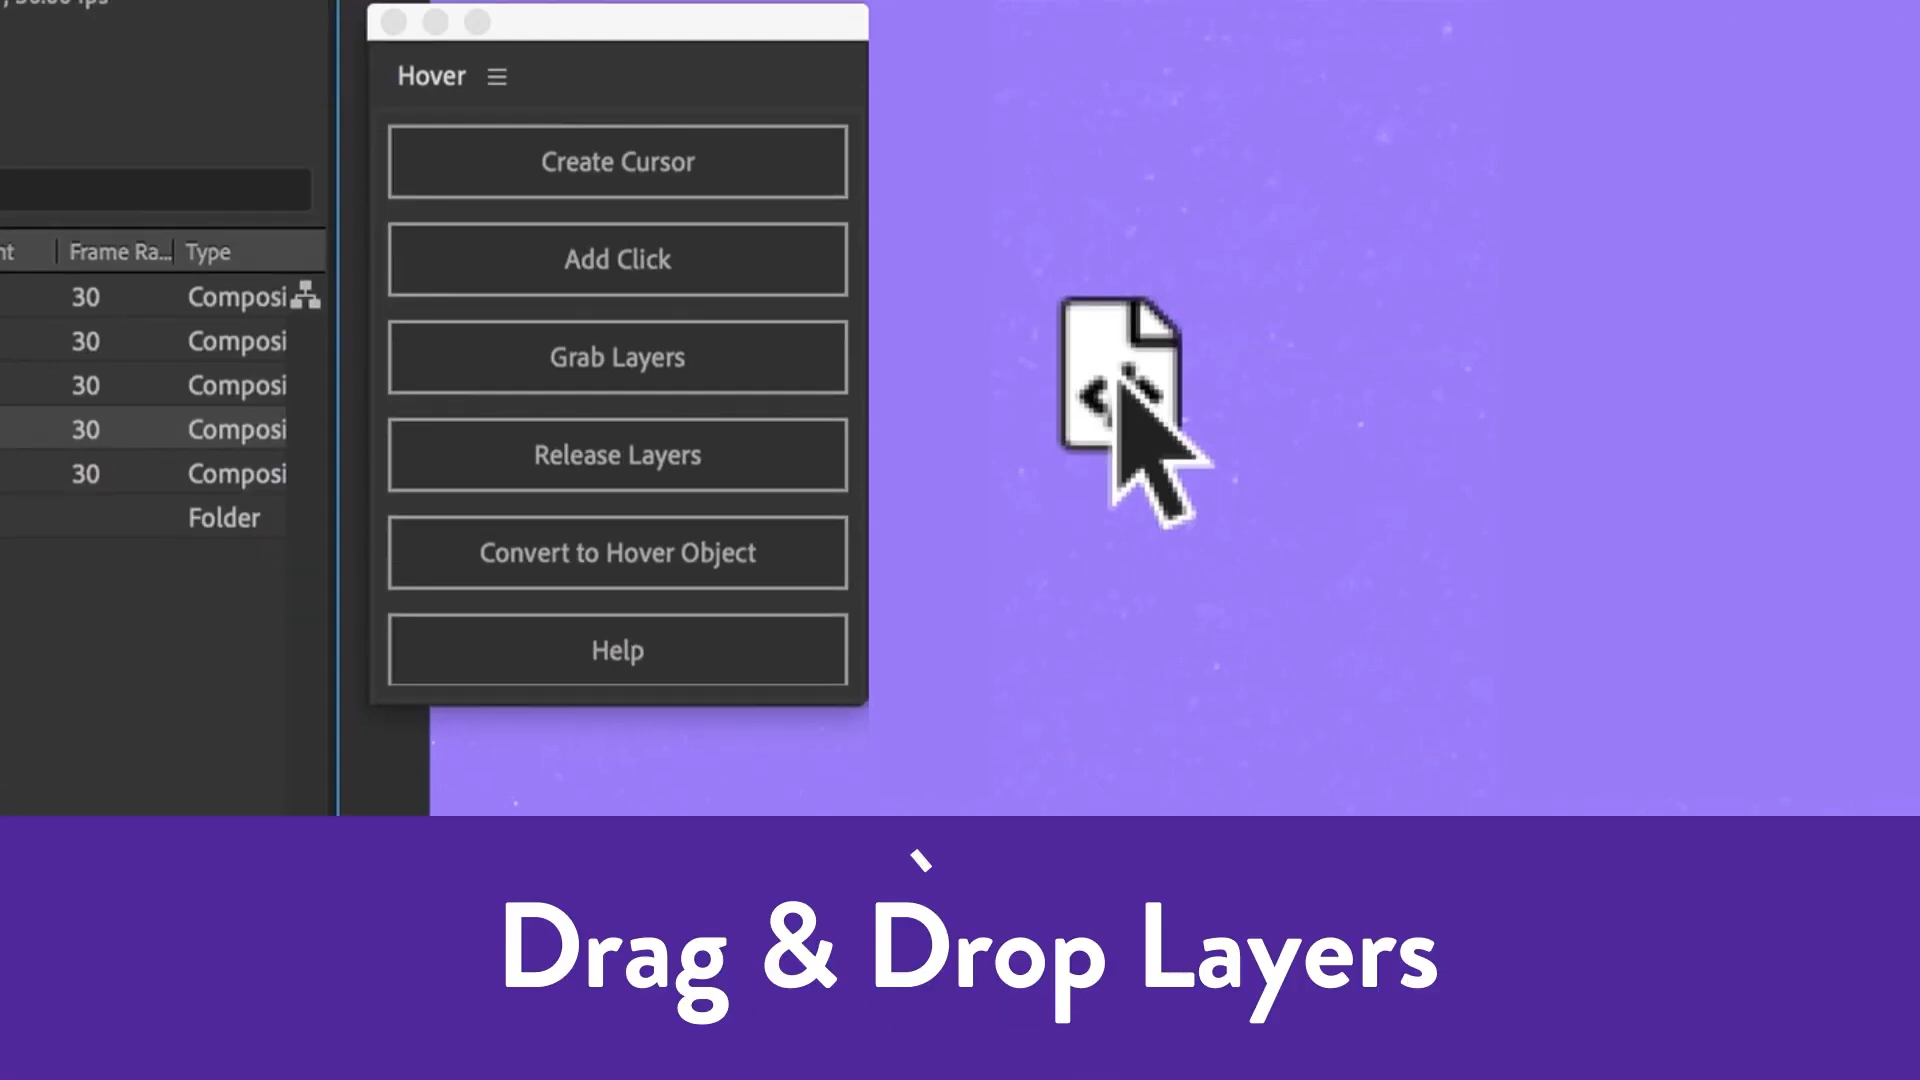 Hover
Create Cursor
Add Click
Grab Layers
Release Layers
Convert to Hover Object
Help
Frame Ra... Type
30 Composi
30 Composi
30 Composi
30 Composi
30 Composi
Folder
Drag & Drop Layers